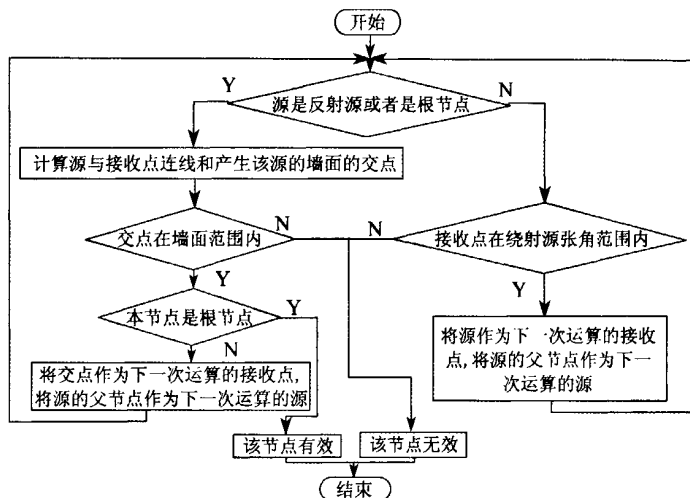 开始
Y
源是反射源或者是根节点
N
计算源与接收点连线和产生该源的墙面的交点
交点在墙面范围内
N
N
接收点在绕射源张角范围内
Y
Y
本节点是根节点
Y
N
将交点作为下一次运算的接收点,
将源的父节点作为下一次运算的源
将源作为下一次运算的接收
点,将源的父节点作为下一
次运算的源
该节点有效
该节点无效
结束